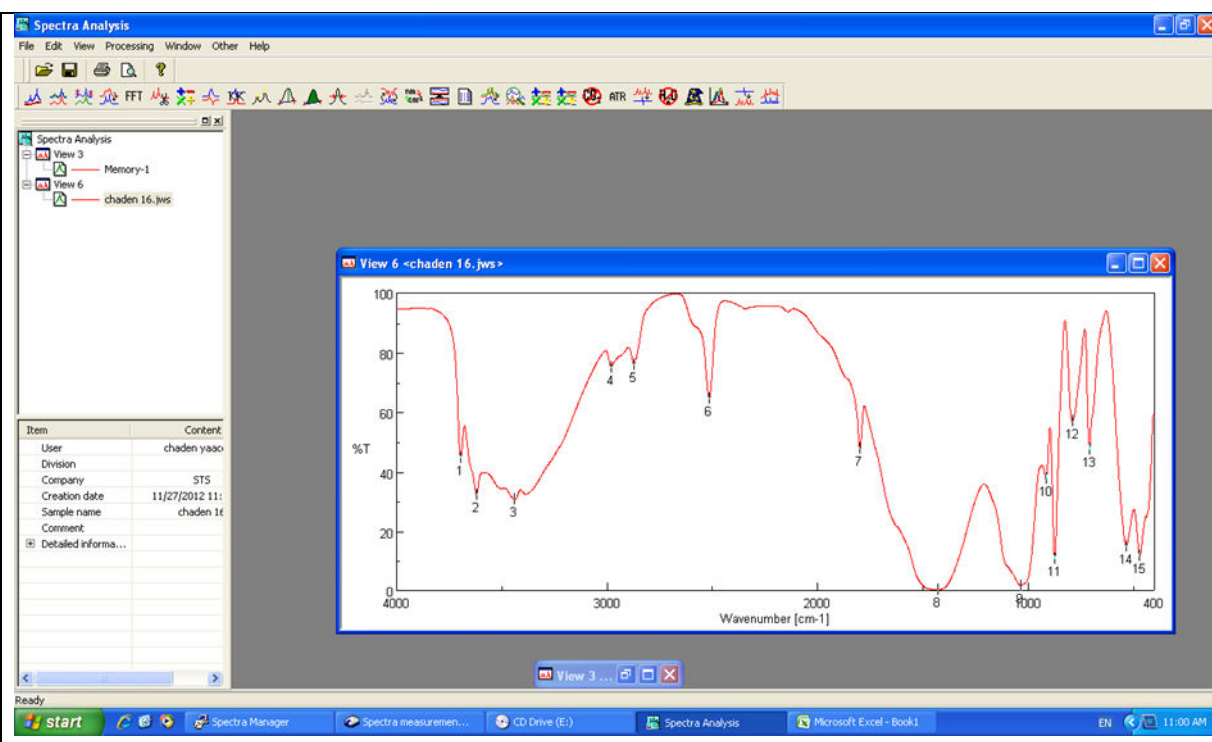 Spectra Analysis
File Edit View Processing Window Other Help
FFT ATR
Spectra Analysis
View 3
Memory-1
View 6
chaden 16.jws
View 6 <chaden 16.jws>
100
80
60
%T
40
20
0
4000
3000
2000
1000
400
Wavenumber [cm-1]
1
2
3
4
5
6
7
8
9
10
11
12
13
14
15
Item Content
User chaden yaac
Division
Company STS
Creation date 11/27/2012 11:
Sample name chaden 16
Comment
Detailed informa...
View 3 ...
Ready
start Spectra Manager Spectra measuremen... CD Drive (E:) Spectra Analysis Microsoft Excel - Book1 EN 11:00 AM